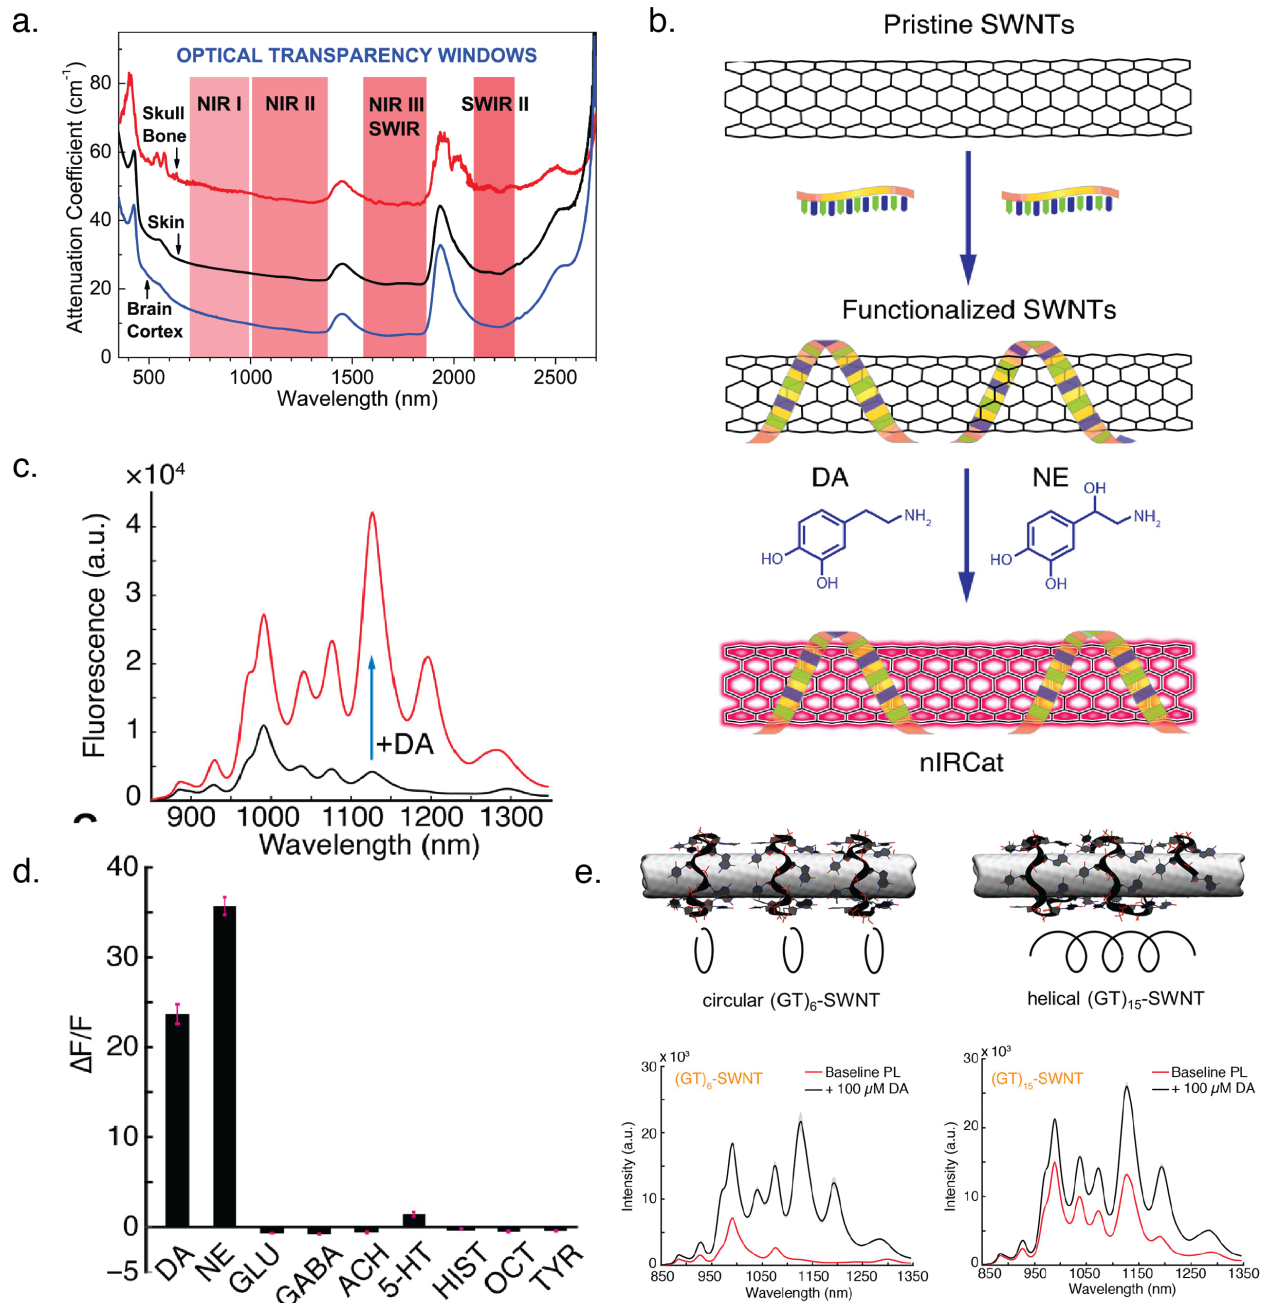 a.
OPTICAL TRANSPARENCY WINDOWS
NIR I
NIR II
NIR III
SWIR
SWIR II
Skull
Bone
Skin
Brain
Cortex
Attenuation Coefficient (cm⁻¹)
80
60
40
20
0
500 1000 1500 2000 2500
Wavelength (nm)
b.
Pristine SWNTs
Functionalized SWNTs
DA
NE
NH₂
HO
OH
OH
NH₂
HO
OH
nIRCat
c.
×10⁴
Fluorescence (a.u.)
4
3
2
1
0
+DA
900 1000 1100 1200 1300
Wavelength (nm)
d.
ΔF/F
40
30
20
10
0
−5
DA NE GLU GABA ACH 5-HT HIST OCT TYR
e.
circular (GT)₆-SWNT
helical (GT)₁₅-SWNT
x 10³
30
20
10
0
Intensity (a.u.)
(GT)₆-SWNT
Baseline PL
+ 100 µM DA
850 950 1050 1150 1250 1350
Wavelength (nm)
x 10³
30
20
10
0
Intensity (a.u.)
(GT)₁₅-SWNT
Baseline PL
+ 100 µM DA
850 950 1050 1150 1250 1350
Wavelength (nm)